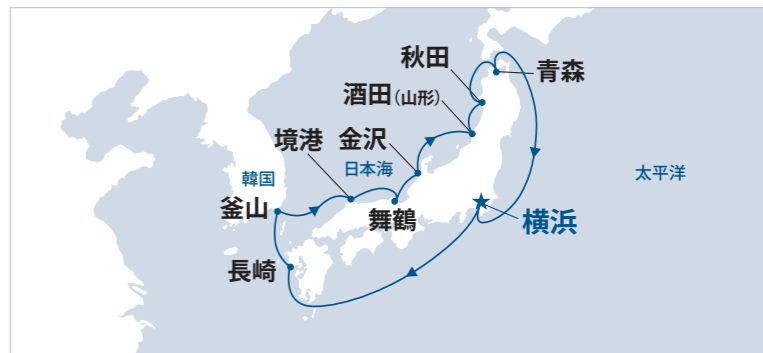 秋田
青森
酒田(山形)
境港
金沢
韓国
日本海
太平洋
釜山
舞鶴
横浜
長崎